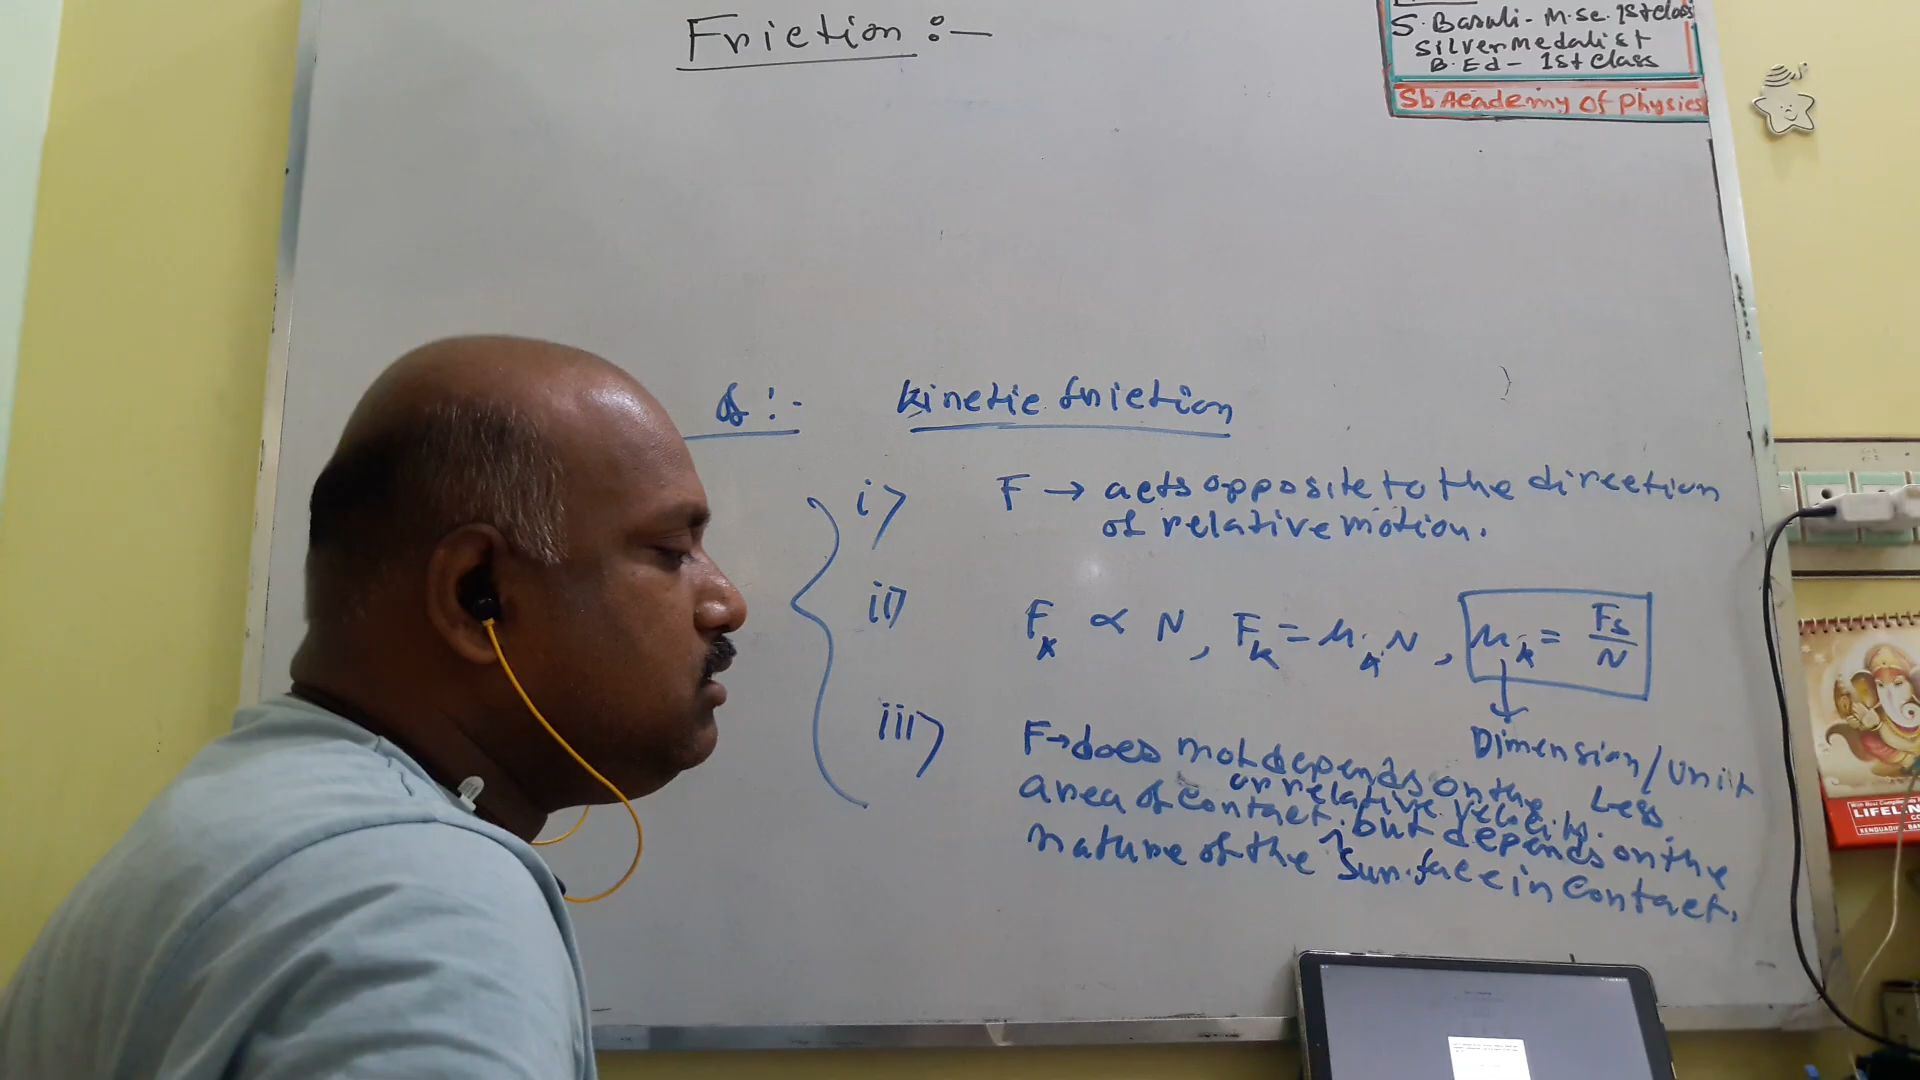 Friction :-
S. Basuli - M.Sc. 1st class
Silver medalist
B.Ed - 1st class
Sb Academy of Physics
of :- Kinetic friction
i> F → acts opposite to the direction
of relative motion.
ii> Fk ∝ N, Fk = μk N, μk = Fs/N
Dimension/Unit
Less
iii> F → does not depends on the
or relative velocity.
area of contact, but depends on the
nature of the surface in contact.
LIFELIN